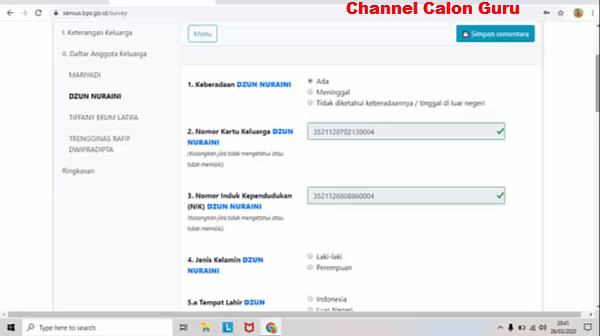 Channel Calon Guru
sensus.bps.go.id/survey
I. Keterangan Keluarga
Menu
Simpan sementara
II. Daftar Anggota Keluarga
MARIYADI
DZUN NURAINI
TIFFANY ERUM LATIFA
TRENGGINAS RAFIF
DWIPRADIPTA
Ringkasan
1. Keberadaan DZUN NURAINI
Ada
Meninggal
Tidak diketahui keberadaannya / tinggal di luar negeri
2. Nomor Kartu Keluarga DZUN
NURAINI
(Kosongkan jika tidak mengetahui atau
tidak memiliki)
3521120702130004
3. Nomor Induk Kependudukan
(NIK) DZUN NURAINI
(Kosongkan jika tidak mengetahui atau
tidak memiliki)
3521126808860004
4. Jenis Kelamin DZUN
NURAINI
Laki-laki
Perempuan
5.a Tempat Lahir DZUN
Indonesia
Luar Negeri
Type here to search
20:41
28/03/2020